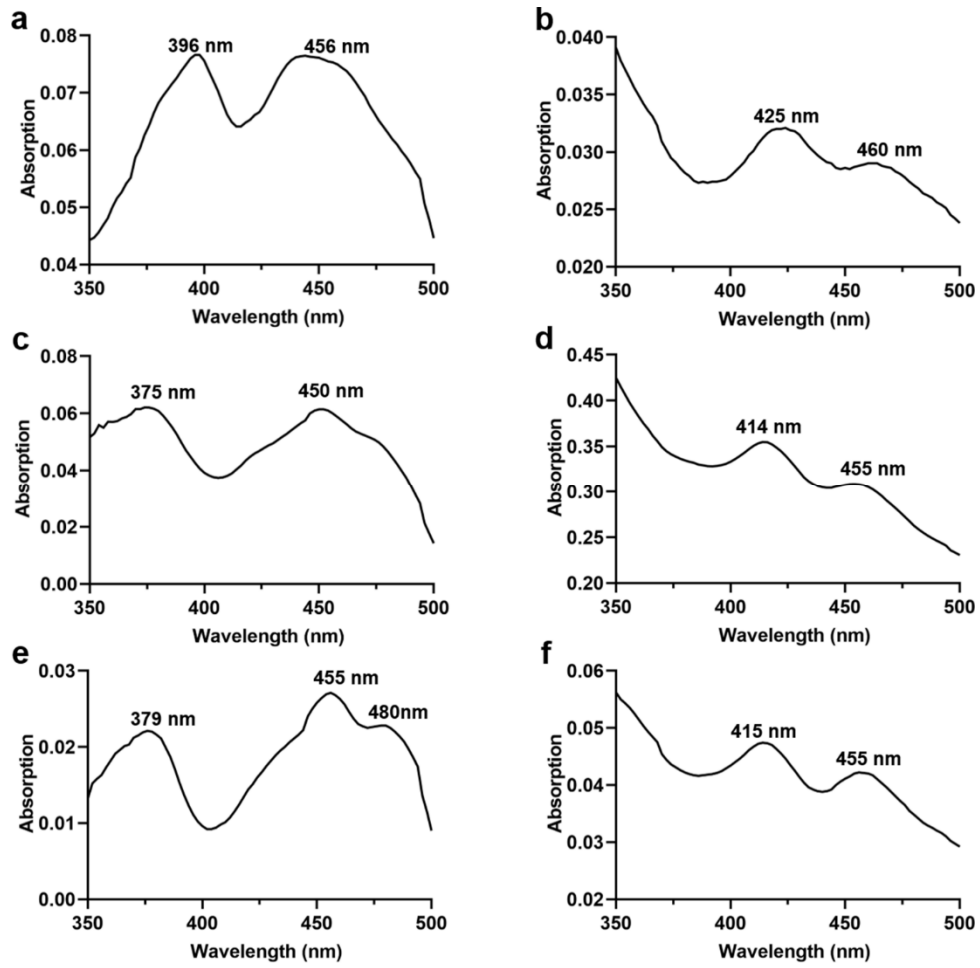 a
396 nm
456 nm
Absorption
0.08
0.07
0.06
0.05
0.04
350
400
450
500
Wavelength (nm)
b
425 nm
460 nm
Absorption
0.040
0.035
0.030
0.025
0.020
350
400
450
500
Wavelength (nm)
c
375 nm
450 nm
Absorption
0.08
0.06
0.04
0.02
0.00
350
400
450
500
Wavelength (nm)
d
414 nm
455 nm
Absorption
0.45
0.35
0.30
0.25
0.20
350
400
450
500
Wavelength (nm)
e
379 nm
455 nm
480nm
Absorption
0.03
0.02
0.01
0.00
350
400
450
500
Wavelength (nm)
f
415 nm
455 nm
Absorption
0.06
0.05
0.04
0.03
0.02
350
400
450
500
Wavelength (nm)